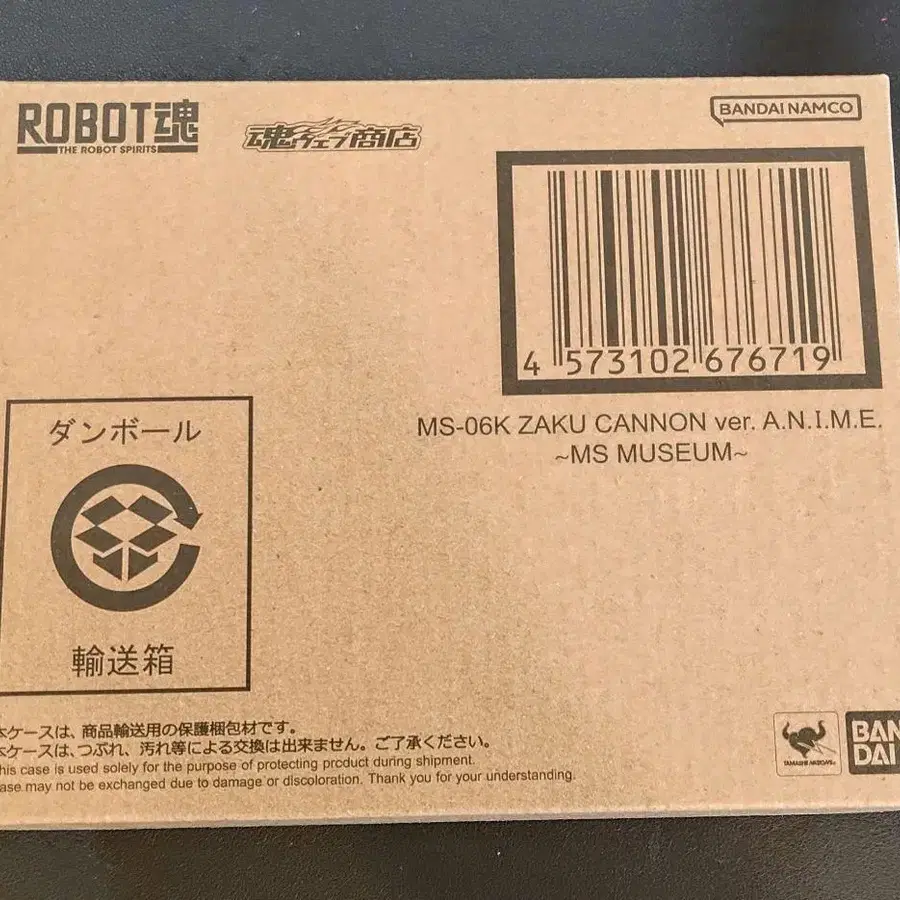 ROBOT魂
THE ROBOT SPIRITS
魂ウェブ商店
BANDAI NAMCO
4 573102 676719
MS-06K ZAKU CANNON ver. A.N.I.M.E.
~MS MUSEUM~
ダンボール
輸送箱
本ケースは、商品輸送用の保護梱包材です。
本ケースは、つぶれ、汚れ等による交換は出来ません。ご了承ください。
his case is used solely for the purpose of protecting product during shipment.
ase may not be exchanged due to damage or discoloration. Thank you for your understanding.
TAMASHII NATIONS
BAN
DAI